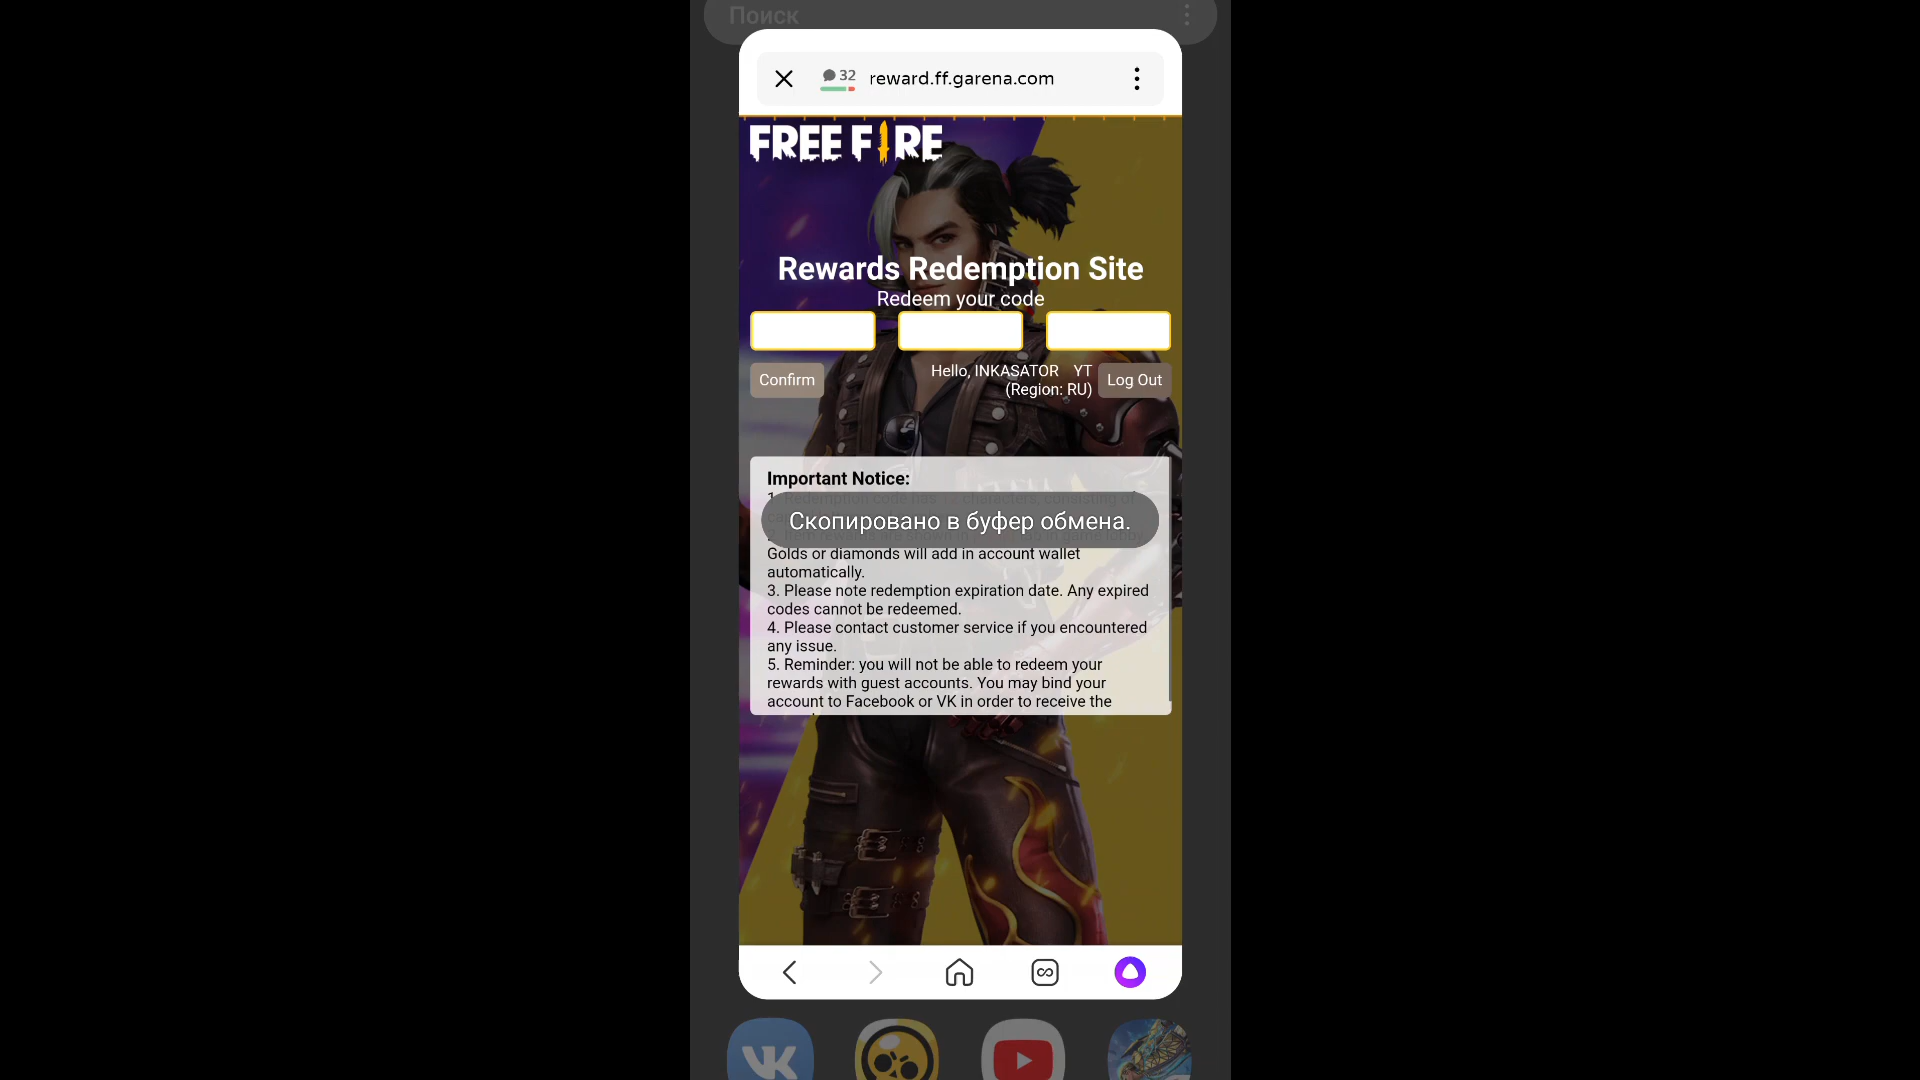 Поиск
32
reward.ff.garena.com
FREE FIRE
Rewards Redemption Site
Redeem your code
Confirm
Hello, INKASATOR YT
(Region: RU)
Log Out
Important Notice:
Скопировано в буфер обмена.
Golds or diamonds will add in account wallet
automatically.
3. Please note redemption expiration date. Any expired
codes cannot be redeemed.
4. Please contact customer service if you encountered
any issue.
5. Reminder: you will not be able to redeem your
rewards with guest accounts. You may bind your
account to Facebook or VK in order to receive the